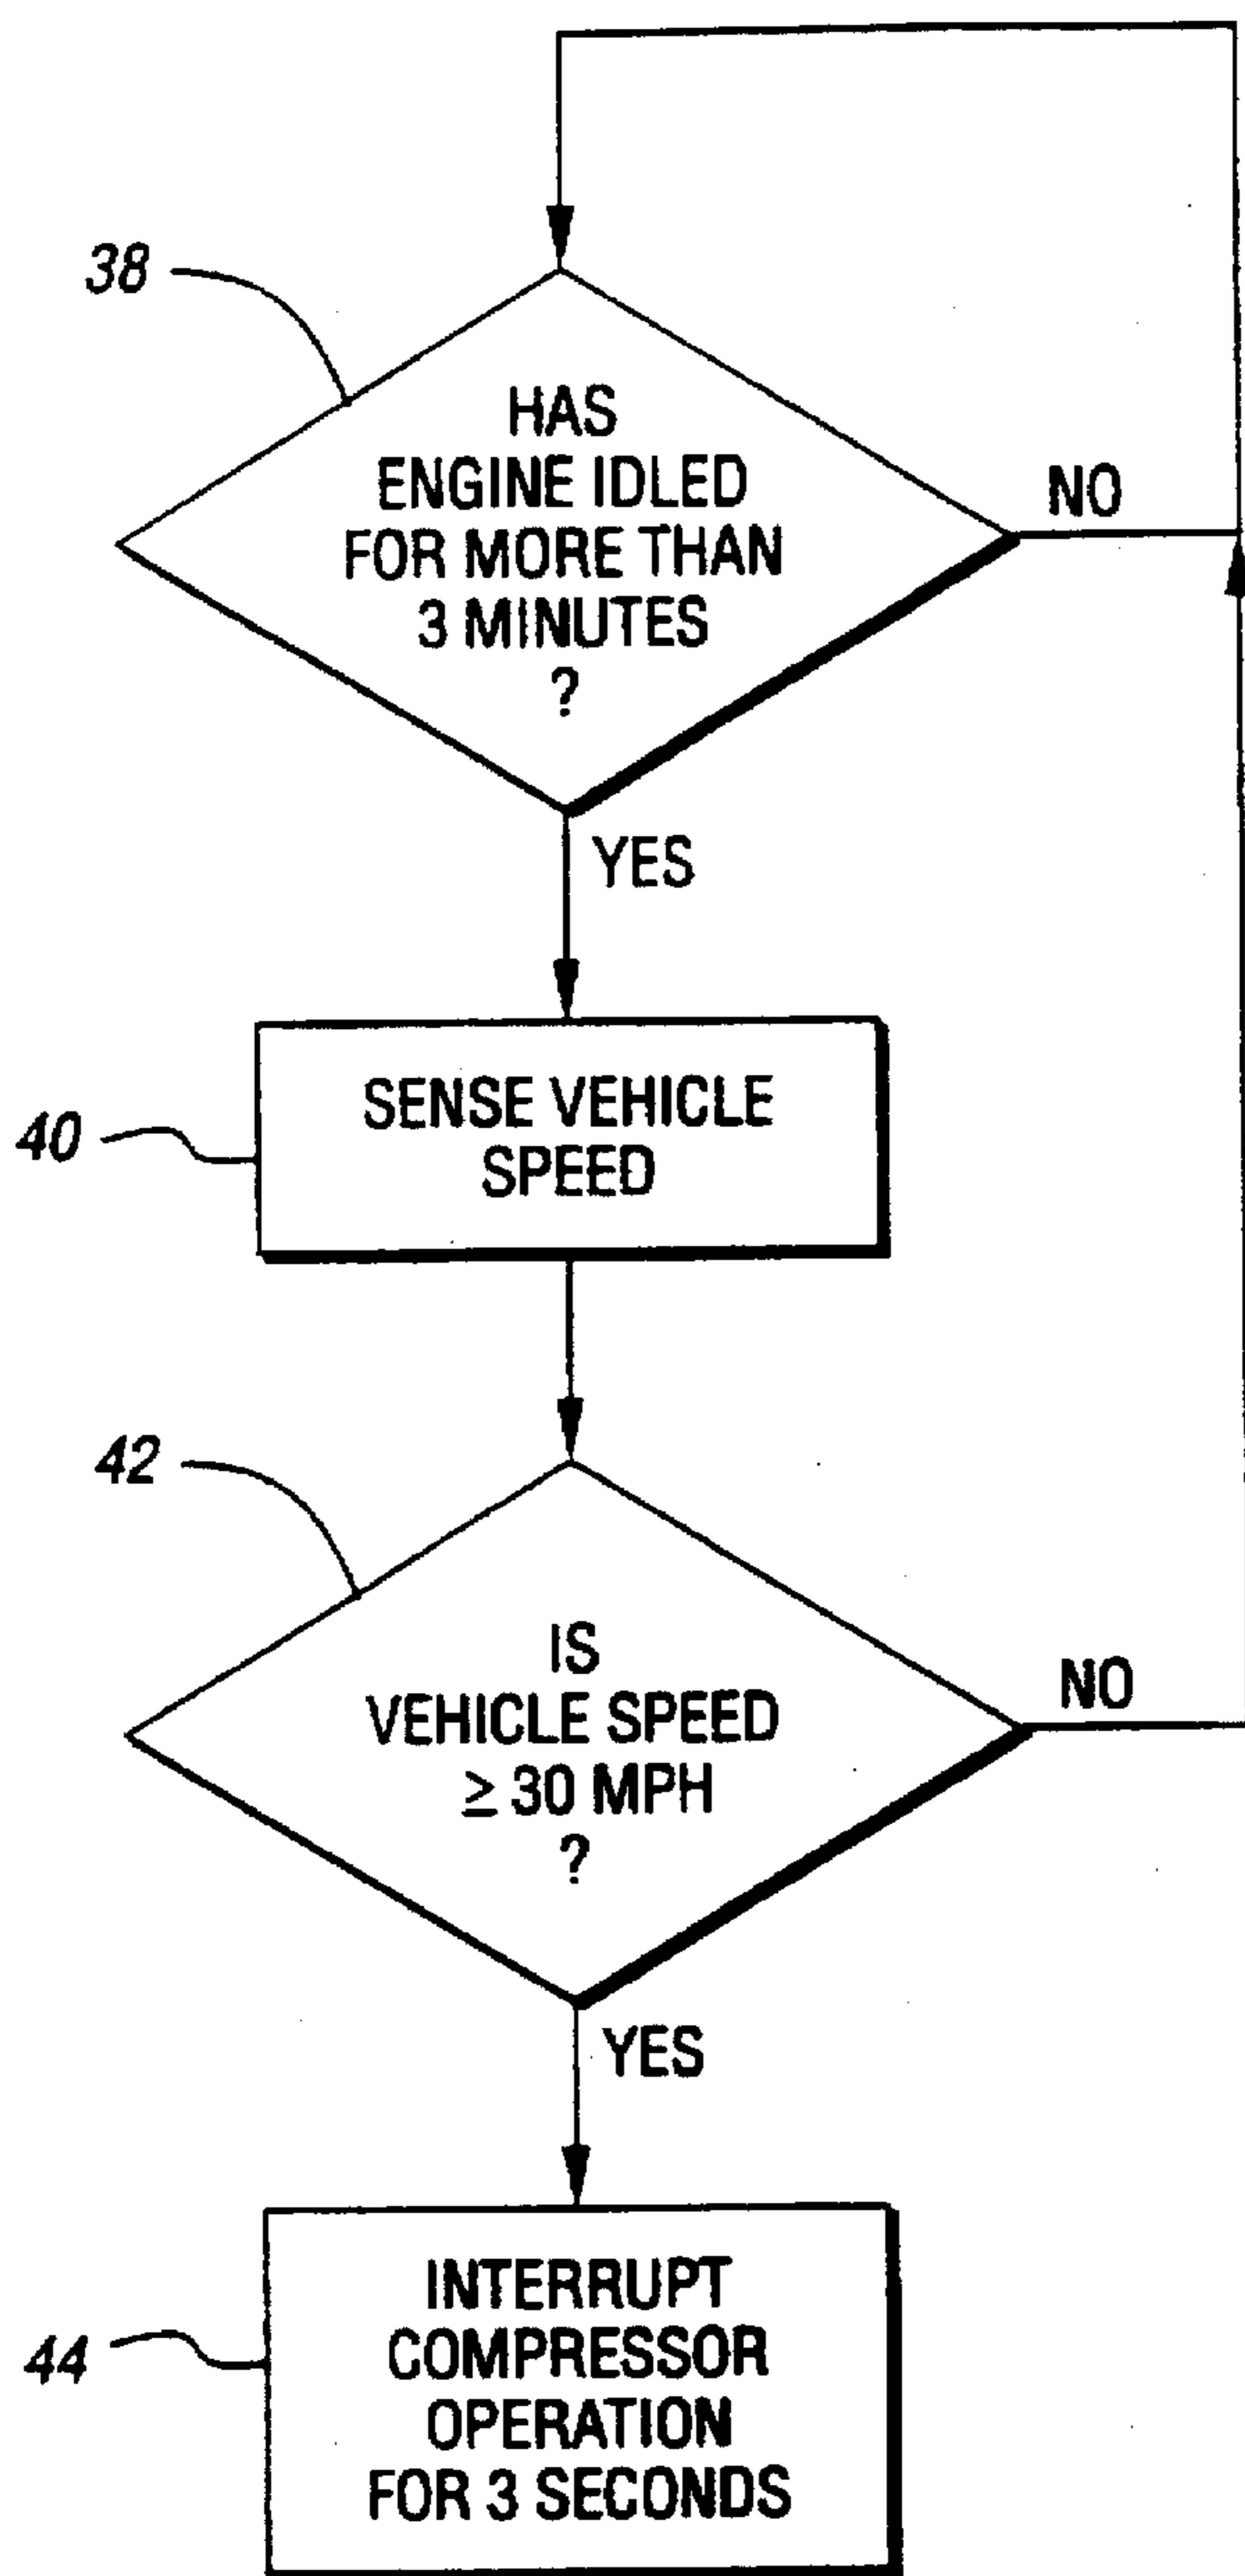 38
HAS
ENGINE IDLED
FOR MORE THAN
3 MINUTES
?
NO
YES
40
SENSE VEHICLE
SPEED
42
IS
VEHICLE SPEED
≥ 30 MPH
?
NO
YES
44
INTERRUPT
COMPRESSOR
OPERATION
FOR 3 SECONDS